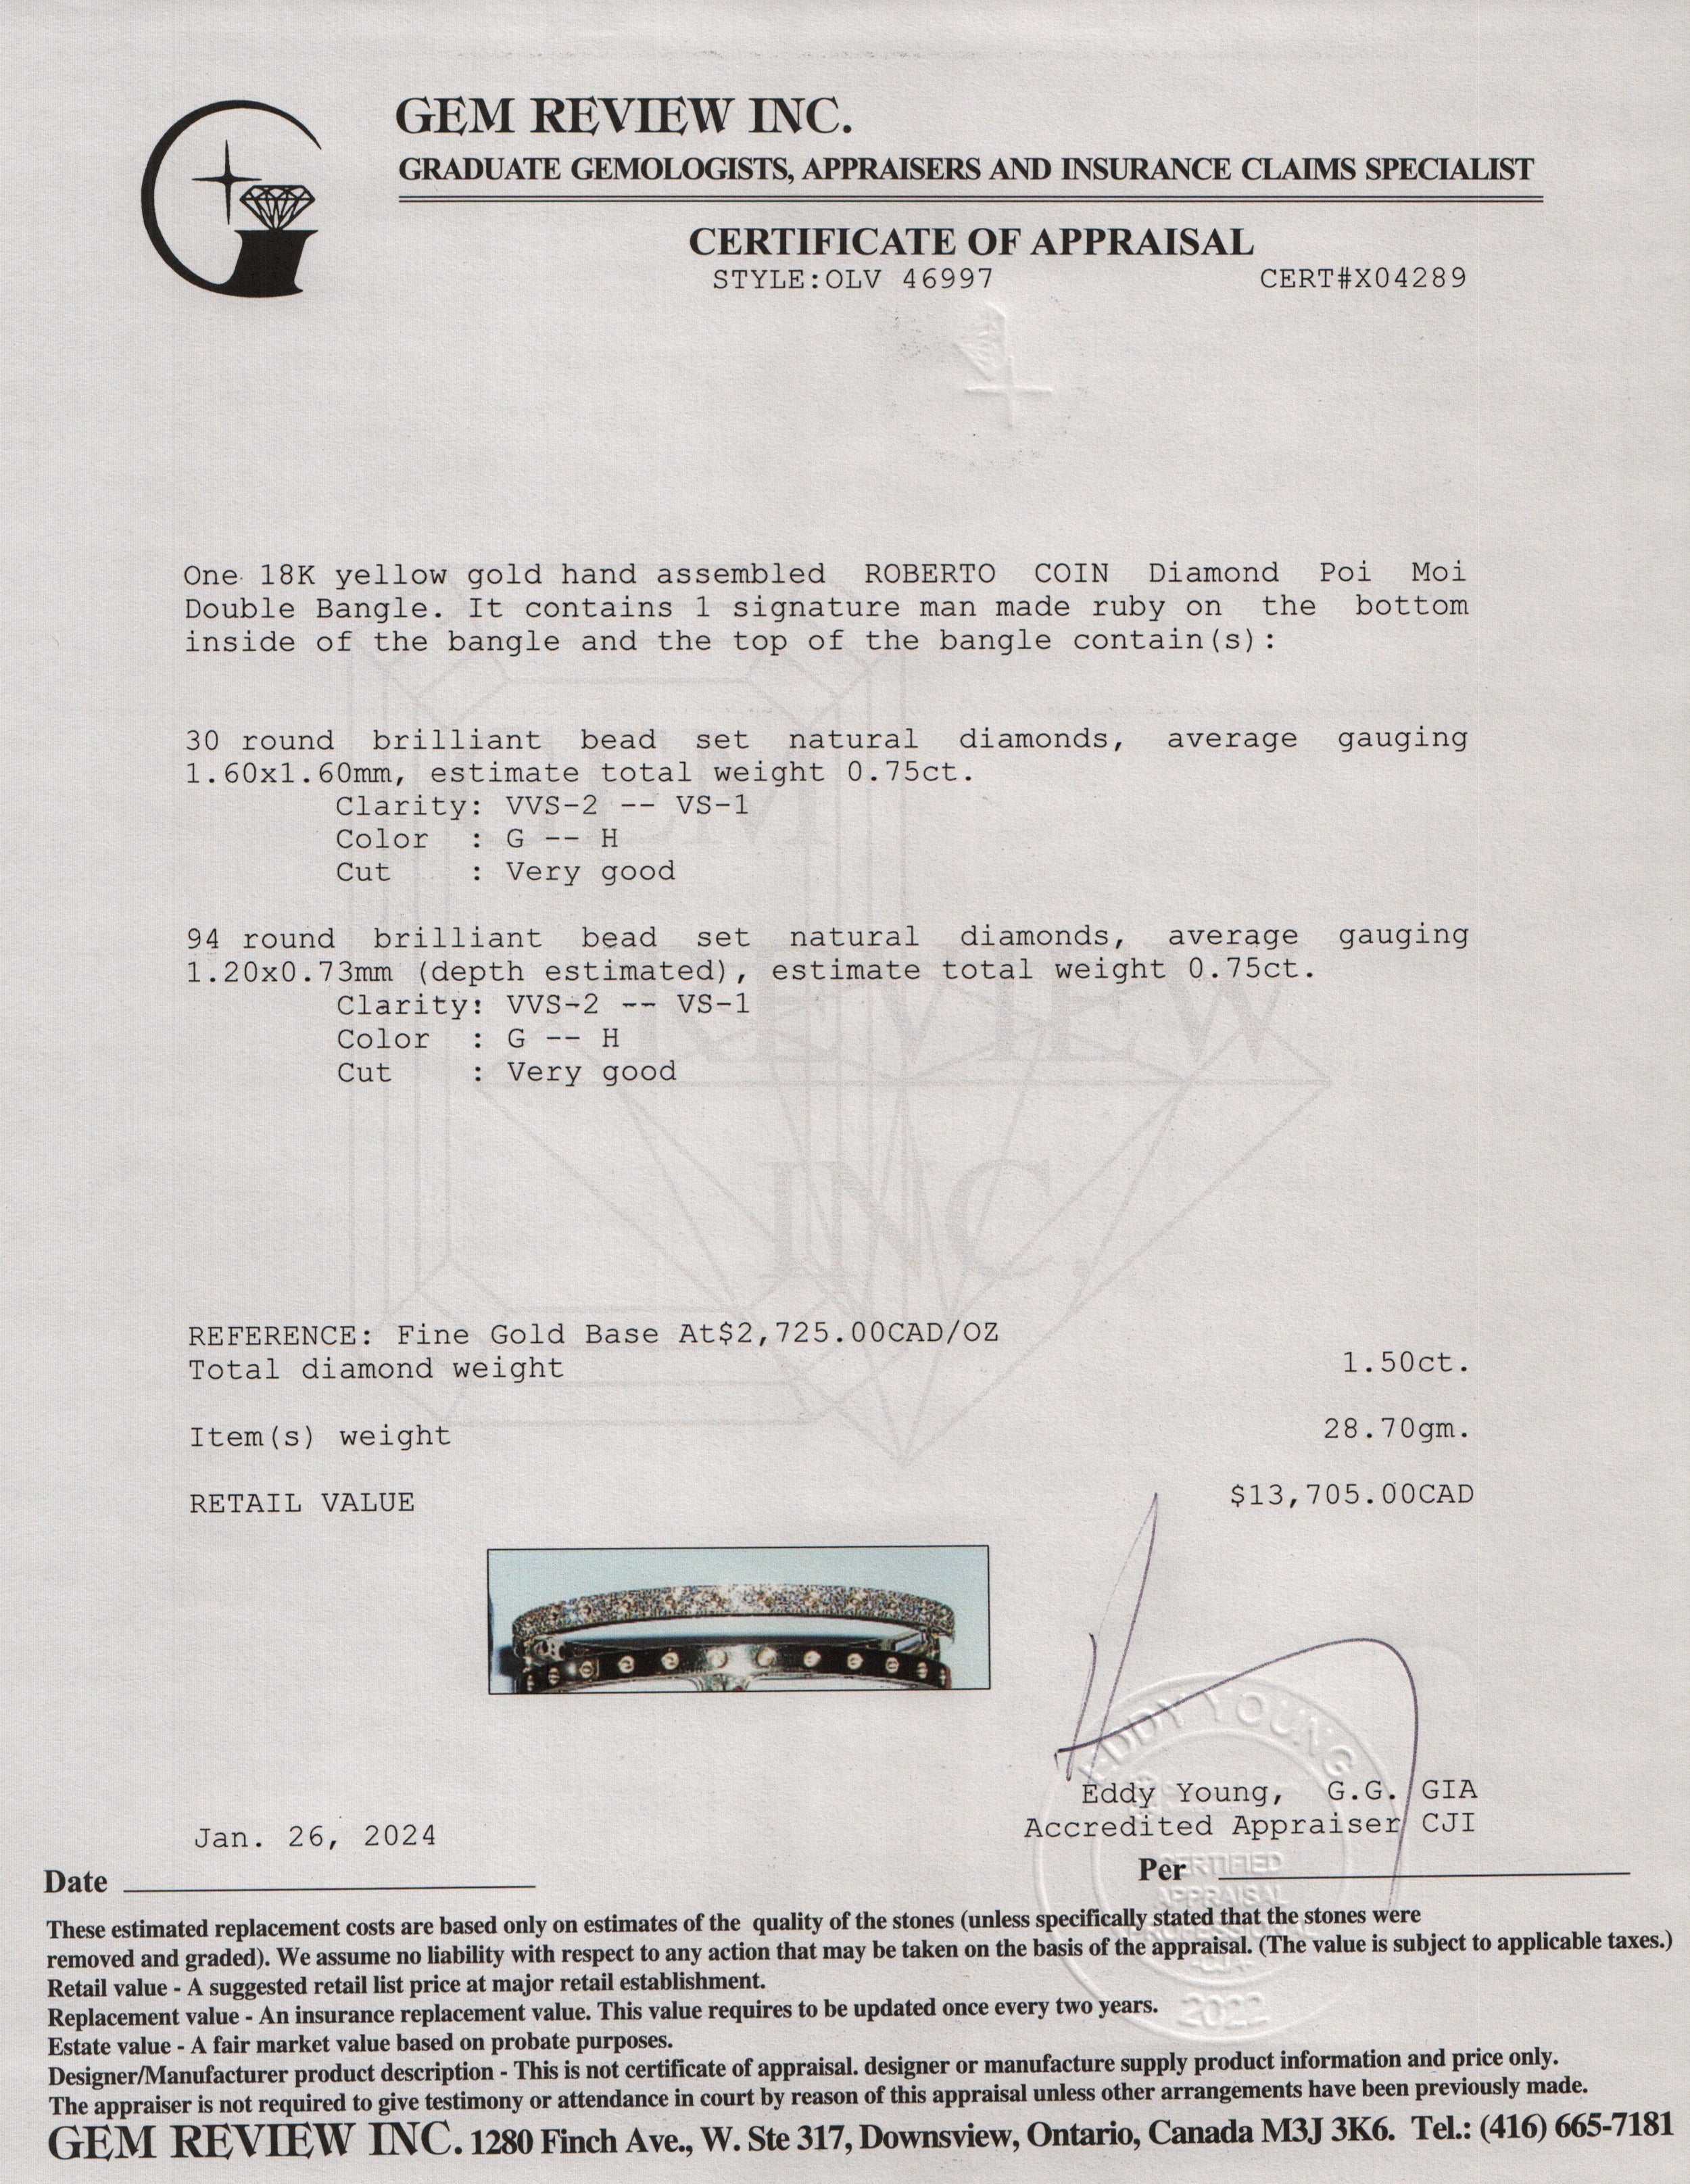 GEM REVIEW INC.
GRADUATE GEMOLOGISTS, APPRAISERS AND INSURANCE CLAIMS SPECIALIST
CERTIFICATE OF APPRAISAL
STYLE:OLV 46997 CERT#X04289
One 18K yellow gold hand assembled ROBERTO COIN Diamond Poi Moi
Double Bangle. It contains 1 signature man made ruby on the bottom
inside of the bangle and the top of the bangle contain(s):
30 round brilliant bead set natural diamonds, average gauging
1.60x1.60mm, estimate total weight 0.75ct.
Clarity: VVS-2 -- VS-1
Color : G -- H
Cut : Very good
94 round brilliant bead set natural diamonds, average gauging
1.20x0.73mm (depth estimated), estimate total weight 0.75ct.
Clarity: VVS-2 -- VS-1
Color : G -- H
Cut : Very good
GEM
REVIEW
INC.
REFERENCE: Fine Gold Base At$2,725.00CAD/OZ
Total diamond weight 1.50ct.
Item(s) weight 28.70gm.
RETAIL VALUE $13,705.00CAD
EDDY YOUNG
Eddy Young, G.G. GIA
Accredited Appraiser CJI
Jan. 26, 2024
Date
Per
CERTIFIED
APPRAISAL
PROFESSIONAL
-CJA-
2022
These estimated replacement costs are based only on estimates of the quality of the stones (unless specifically stated that the stones were
removed and graded). We assume no liability with respect to any action that may be taken on the basis of the appraisal. (The value is subject to applicable taxes.)
Retail value - A suggested retail list price at major retail establishment.
Replacement value - An insurance replacement value. This value requires to be updated once every two years.
Estate value - A fair market value based on probate purposes.
Designer/Manufacturer product description - This is not certificate of appraisal. designer or manufacture supply product information and price only.
The appraiser is not required to give testimony or attendance in court by reason of this appraisal unless other arrangements have been previously made.
GEM REVIEW INC. 1280 Finch Ave., W. Ste 317, Downsview, Ontario, Canada M3J 3K6. Tel.: (416) 665-7181